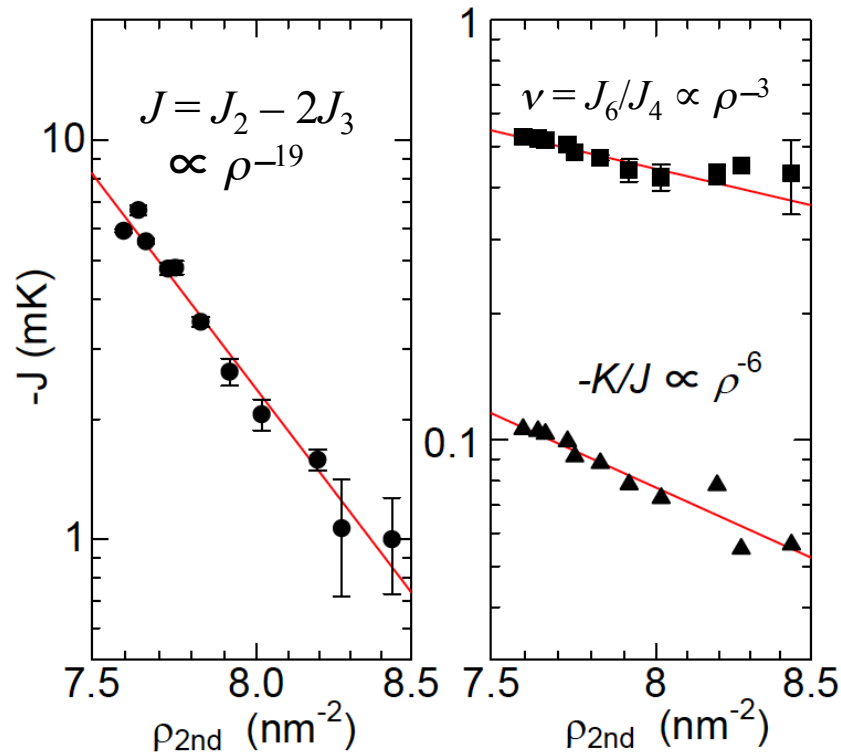 10
1
-J (mK)
J = J₂ – 2J₃
∝ ρ⁻¹⁹
7.5 8.0 8.5
ρ₂nd (nm⁻²)
1
0.1
ν = J₆/J₄ ∝ ρ⁻³
-K/J ∝ ρ⁻⁶
7.5 8 8.5
ρ₂nd (nm⁻²)